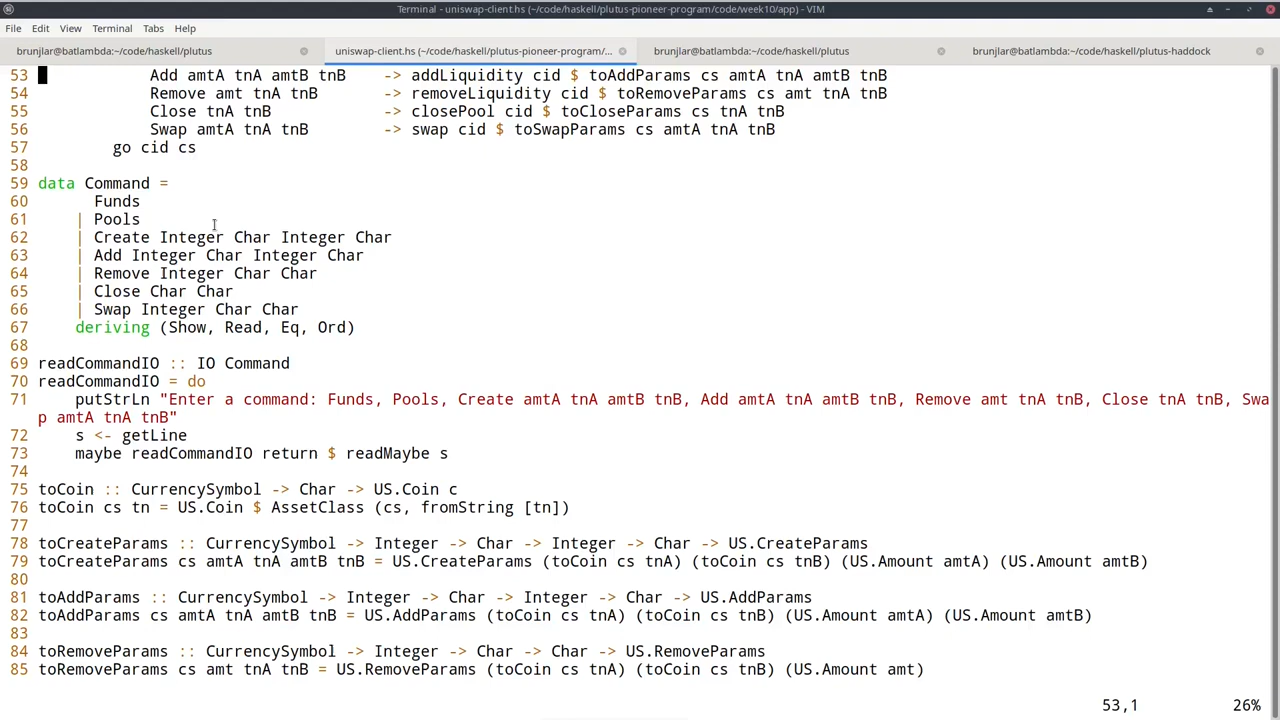 Terminal - uniswap-client.hs (~/code/haskell/plutus-pioneer-program/code/week10/app) - VIM
File Edit View Terminal Tabs Help
brunjlar@batlambda:~/code/haskell/plutus
uniswap-client.hs (~/code/haskell/plutus-pioneer-program/...
brunjlar@batlambda:~/code/haskell/plutus
brunjlar@batlambda:~/code/haskell/plutus-hadpock
53             Add amtA tnA amtB tnB    -> addLiquidity cid $ toAddParams cs amtA tnA amtB tnB
54             Remove amt tnA tnB       -> removeLiquidity cid $ toRemoveParams cs amt tnA tnB
55             Close tnA tnB            -> closePool cid $ toCloseParams cs tnA tnB
56             Swap amtA tnA tnB        -> swap cid $ toSwapParams cs amtA tnA tnB
57         go cid cs
58
59 data Command =
60       Funds
61     | Pools
62     | Create Integer Char Integer Char
63     | Add Integer Char Integer Char
64     | Remove Integer Char Char
65     | Close Char Char
66     | Swap Integer Char Char
67     deriving (Show, Read, Eq, Ord)
68
69 readCommandIO :: IO Command
70 readCommandIO = do
71     putStrLn "Enter a command: Funds, Pools, Create amtA tnA amtB tnB, Add amtA tnA amtB tnB, Remove amt tnA tnB, Close tnA tnB, Swa
p amtA tnA tnB"
72     s <- getLine
73     maybe readCommandIO return $ readMaybe s
74
75 toCoin :: CurrencySymbol -> Char -> US.Coin c
76 toCoin cs tn = US.Coin $ AssetClass (cs, fromString [tn])
77
78 toCreateParams :: CurrencySymbol -> Integer -> Char -> Integer -> Char -> US.CreateParams
79 toCreateParams cs amtA tnA amtB tnB = US.CreateParams (toCoin cs tnA) (toCoin cs tnB) (US.Amount amtA) (US.Amount amtB)
80
81 toAddParams :: CurrencySymbol -> Integer -> Char -> Integer -> Char -> US.AddParams
82 toAddParams cs amtA tnA amtB tnB = US.AddParams (toCoin cs tnA) (toCoin cs tnB) (US.Amount amtA) (US.Amount amtB)
83
84 toRemoveParams :: CurrencySymbol -> Integer -> Char -> Char -> US.RemoveParams
85 toRemoveParams cs amt tnA tnB = US.RemoveParams (toCoin cs tnA) (toCoin cs tnB) (US.Amount amt)
53,1 26%